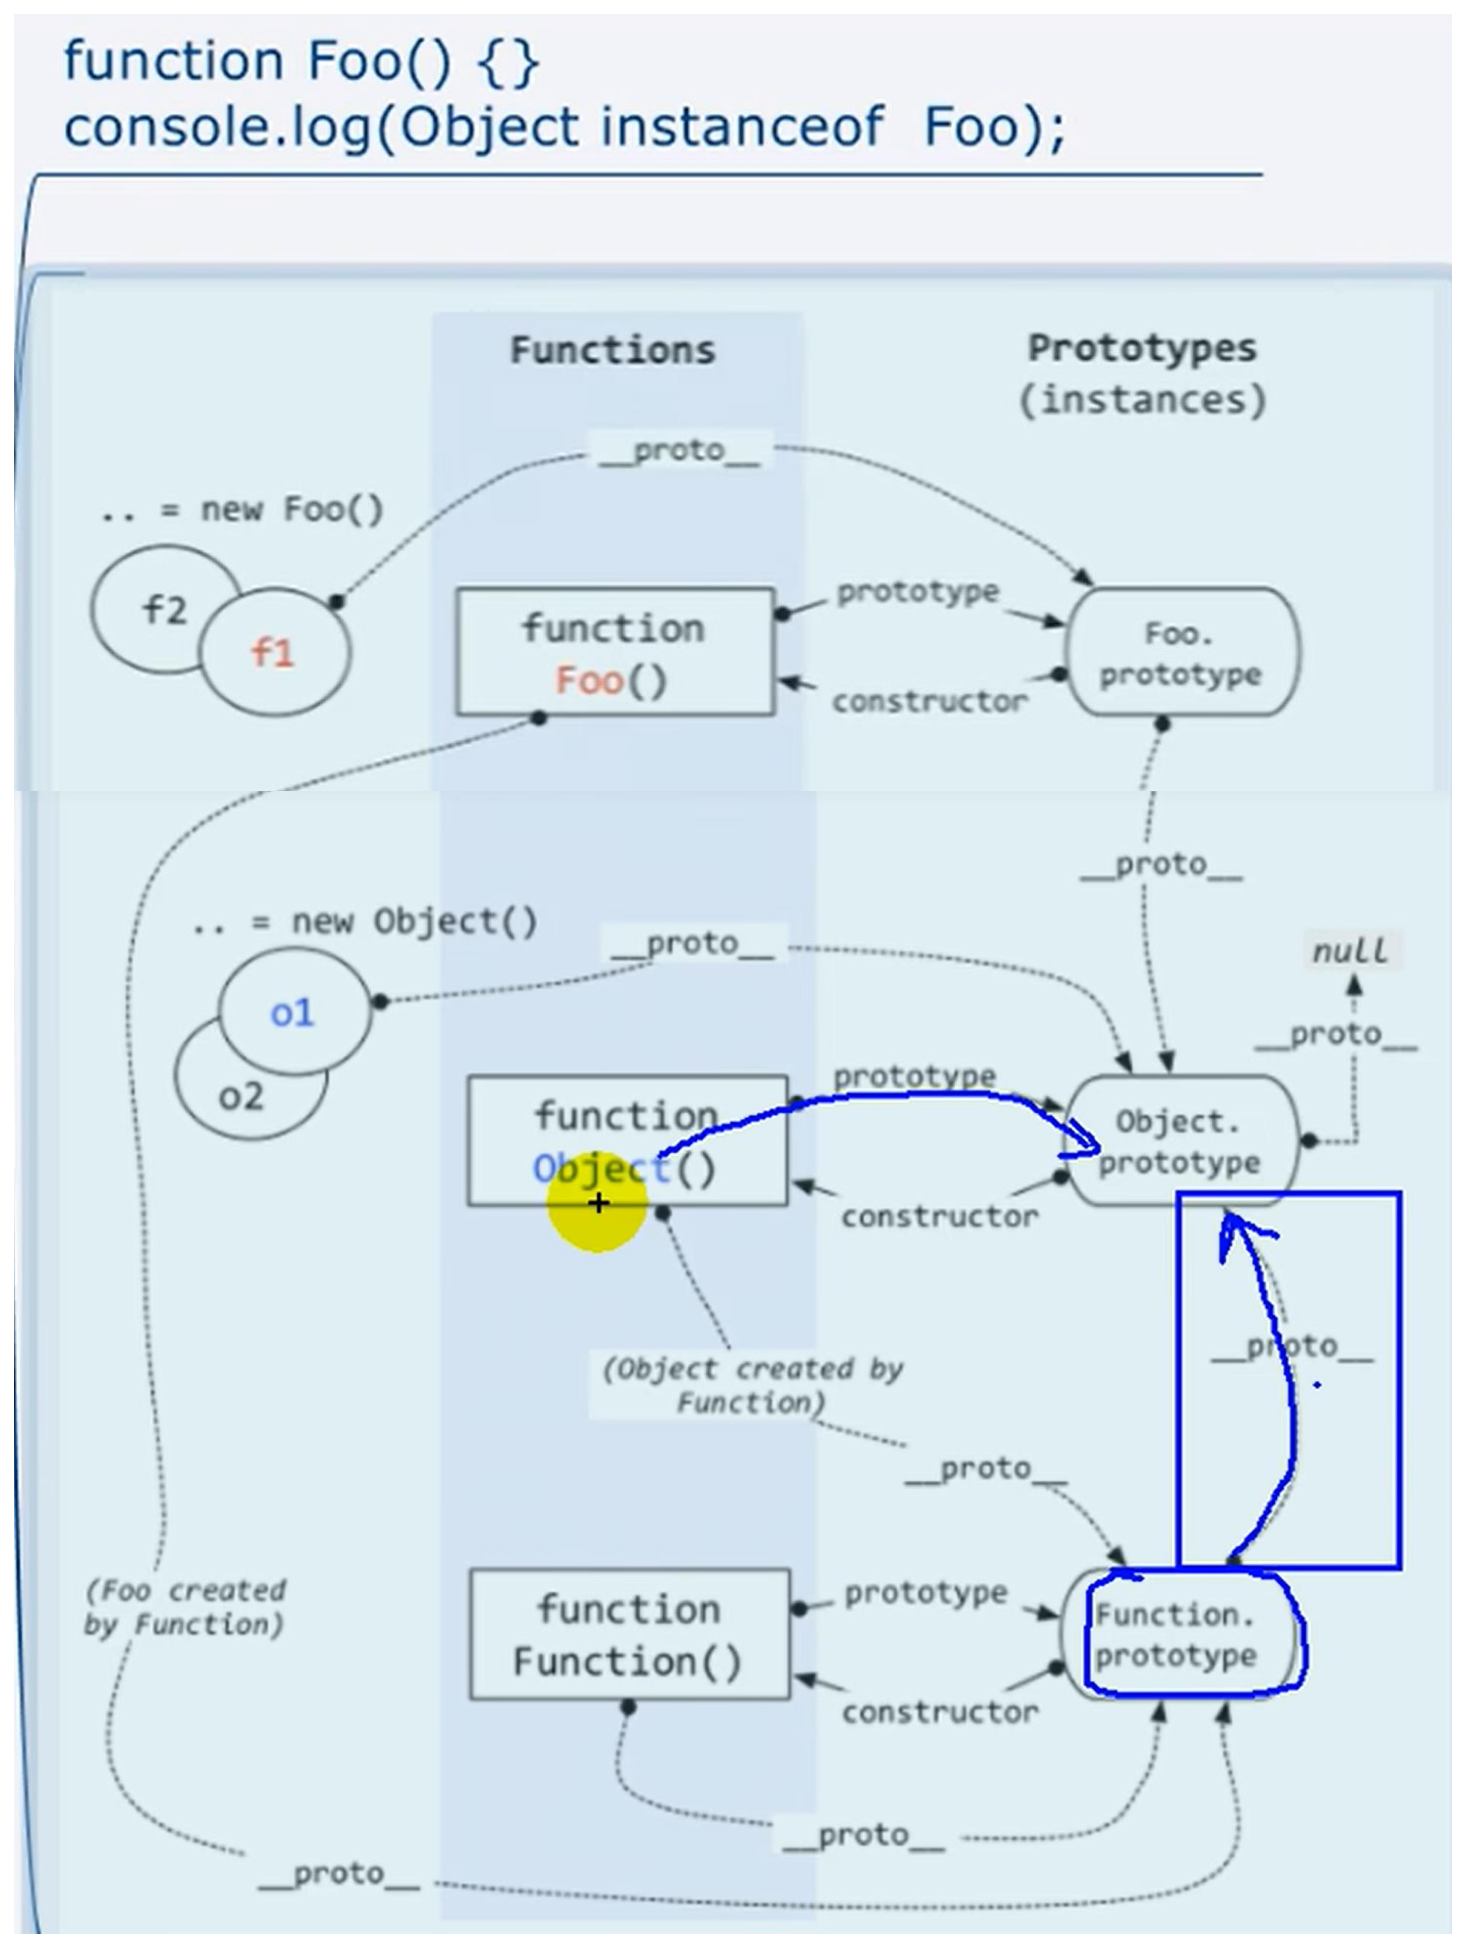 function Foo() {}
console.log(Object instanceof  Foo);
Functions
Prototypes
(instances)
__proto__
.. = new Foo()
f2
f1
function
Foo()
prototype
constructor
Foo.
prototype
__proto__
.. = new Object()
__proto__
null
__proto__
o1
o2
function
Object()
prototype
constructor
Object.
prototype
__proto__
(Object created by
Function)
__proto__
(Foo created
by Function)
function
Function()
prototype
constructor
Function.
prototype
__proto__
__proto__